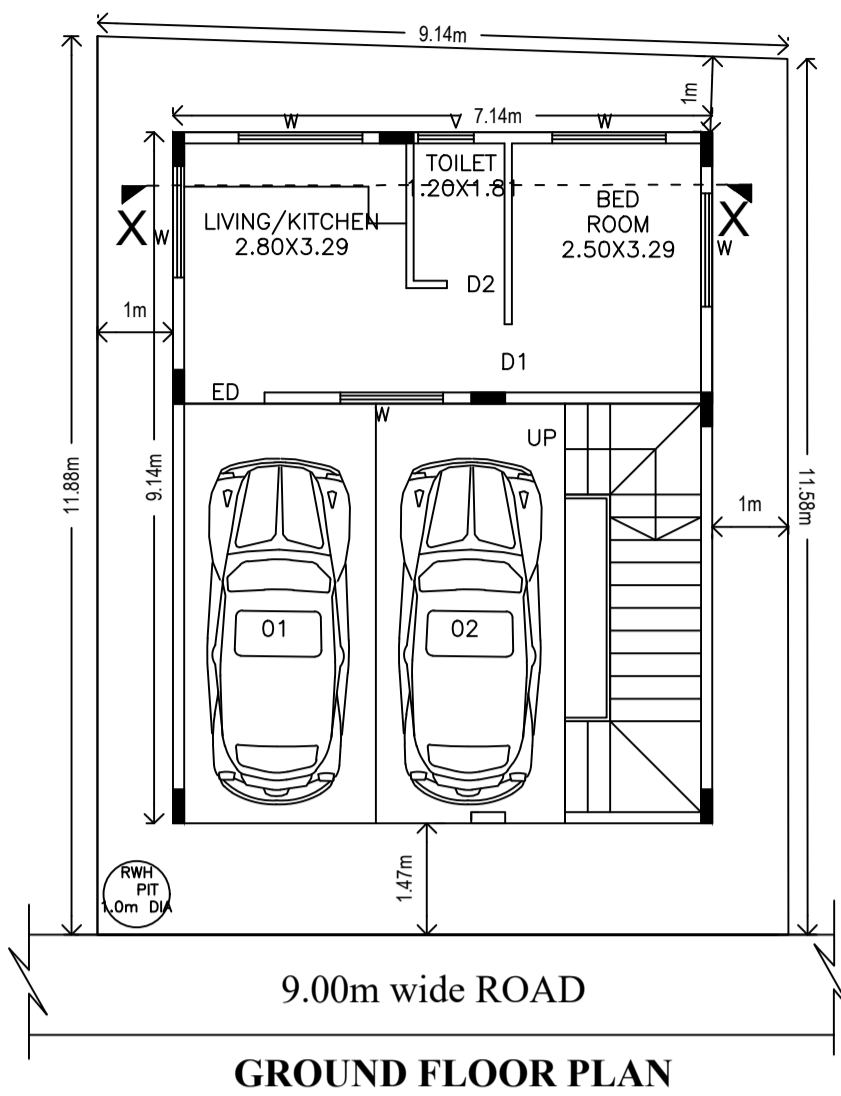 9.14m
1m
7.14m
W
V
W
TOILET
1.20X1.81
BED
ROOM
2.50X3.29
X
X
LIVING/KITCHEN
2.80X3.29
W
W
D2
1m
D1
ED
W
UP
11.88m
9.14m
11.58m
1m
01
02
1.47m
RWH
PIT
1.0m DIA
9.00m wide ROAD
GROUND FLOOR PLAN